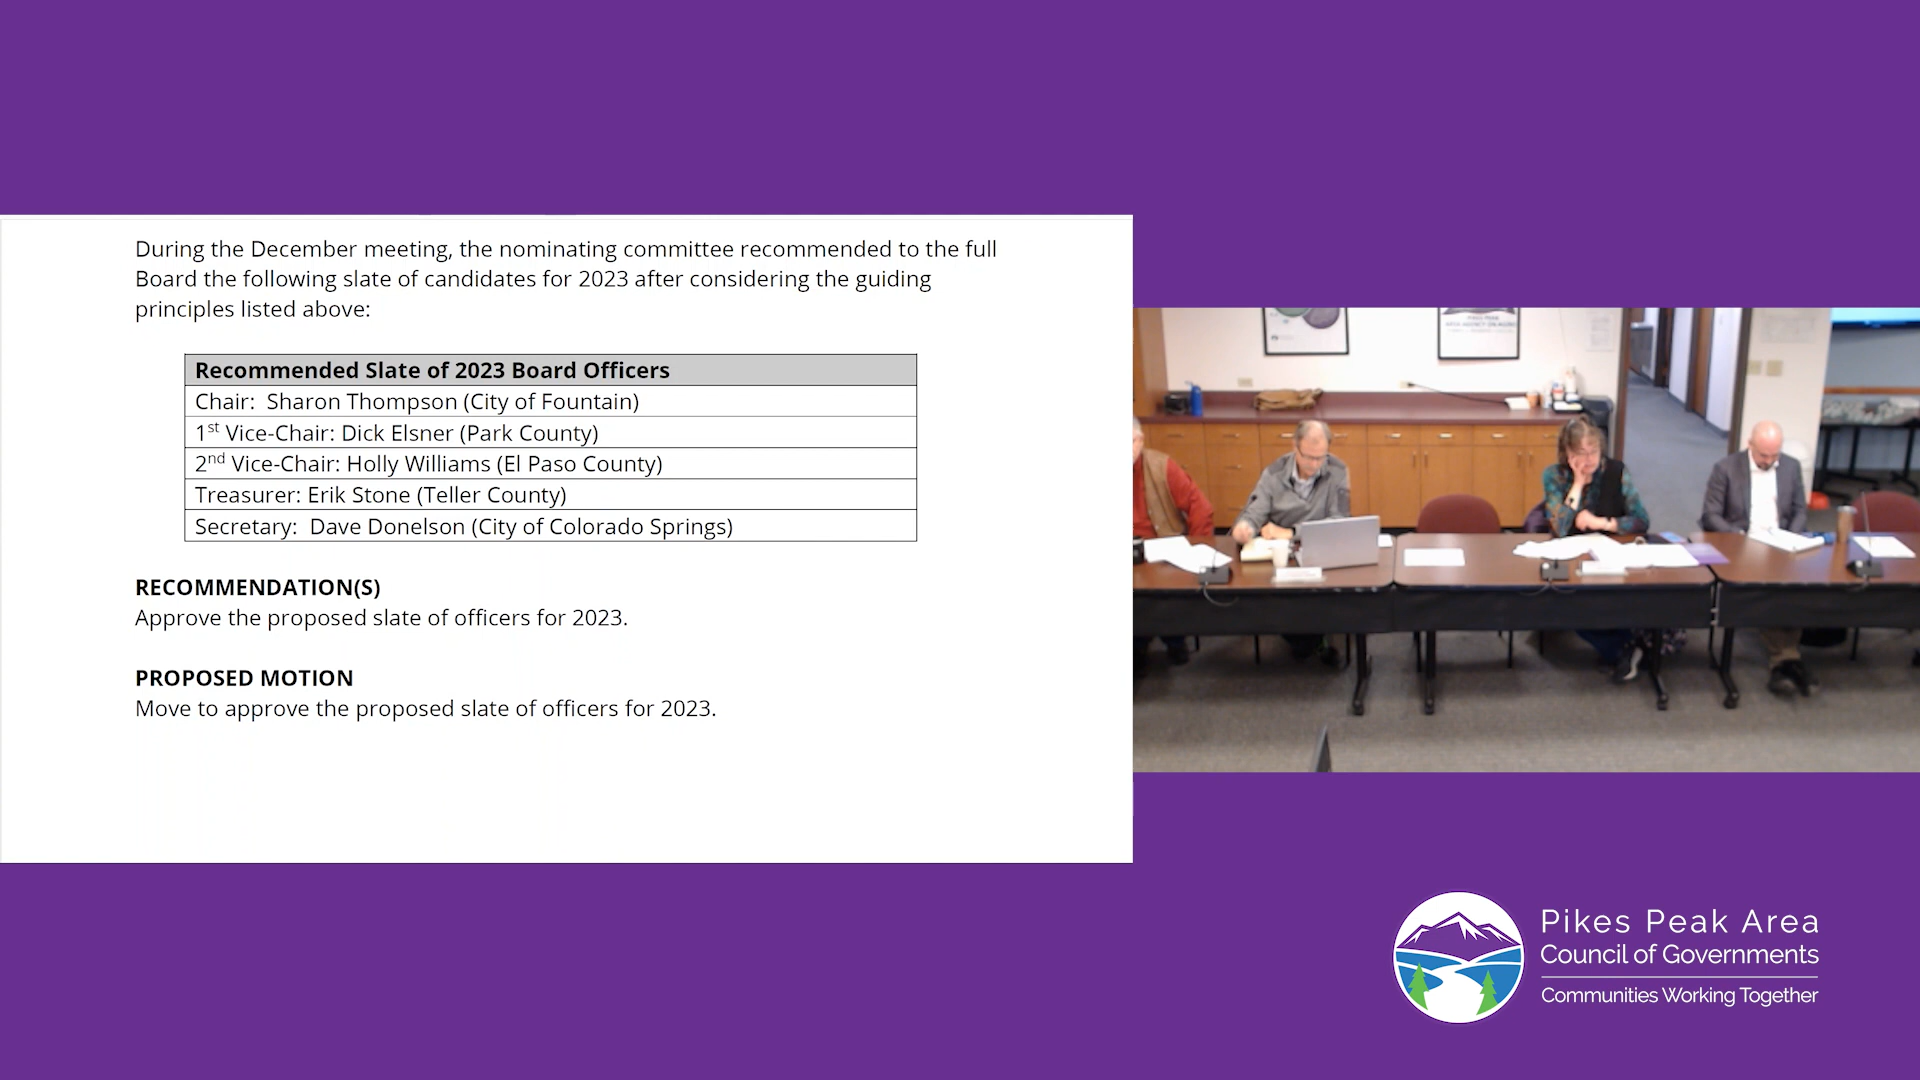 During the December meeting, the nominating committee recommended to the full
Board the following slate of candidates for 2023 after considering the guiding
principles listed above:
Recommended Slate of 2023 Board Officers
Chair:  Sharon Thompson (City of Fountain)
1st Vice-Chair: Dick Elsner (Park County)
2nd Vice-Chair: Holly Williams (El Paso County)
Treasurer: Erik Stone (Teller County)
Secretary:  Dave Donelson (City of Colorado Springs)
RECOMMENDATION(S)
Approve the proposed slate of officers for 2023.
PROPOSED MOTION
Move to approve the proposed slate of officers for 2023.
Pikes Peak Area
Council of Governments
Communities Working Together